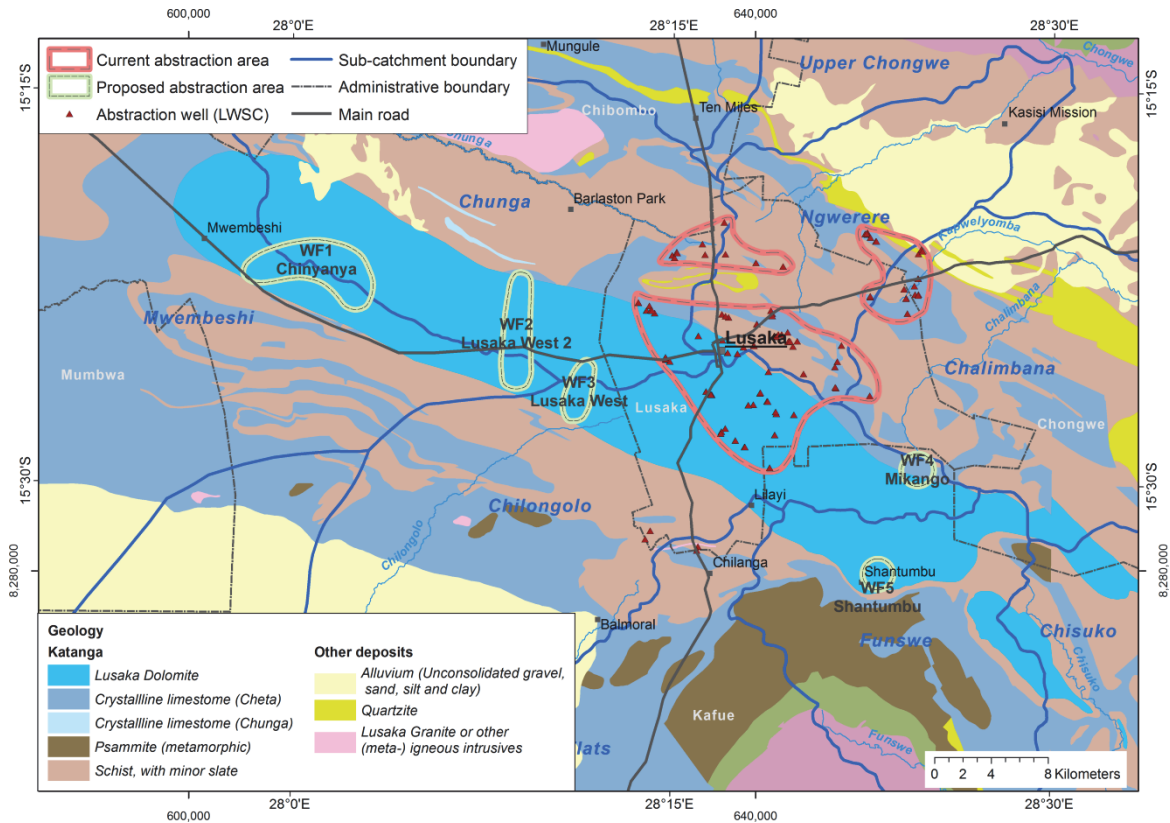 600,000
28°0'E
28°15'E
640,000
28°30'E
Current abstraction area
Proposed abstraction area
Abstraction well (LWSC)
Sub-catchment boundary
Administrative boundary
Main road
15°15'S
15°15'S
Mungule
Upper Chongwe
Chongwe
Chibombo
Ten Miles
Kasisi Mission
Chunga
Chunga
Barlaston Park
Ngwerere
Kapwelyomba
Mwembeshi
WF1
Chinyanya
Chalimbana
Mwembeshi
WF2
Lusaka West 2
Lusaka
Chalimbana
Mumbwa
WF3
Lusaka West
Lusaka
Chongwe
WF4
Mikango
15°30'S
15°30'S
Chilongolo
Lilayi
Chilongolo
8,280,000
8,280,000
Chilanga
Shantumbu
WF5
Shantumbu
Balmoral
Funswe
Chisuko
Chisuko
Kafue
Funswe
lats
Geology
Katanga
Lusaka Dolomite
Crystallline limestome (Cheta)
Crystallline limestome (Chunga)
Psammite (metamorphic)
Schist, with minor slate
Other deposits
Alluvium (Unconsolidated gravel,
sand, silt and clay)
Quartzite
Lusaka Granite or other
(meta-) igneous intrusives
0 2 4 8 Kilometers
600,000
28°0'E
28°15'E
640,000
28°30'E